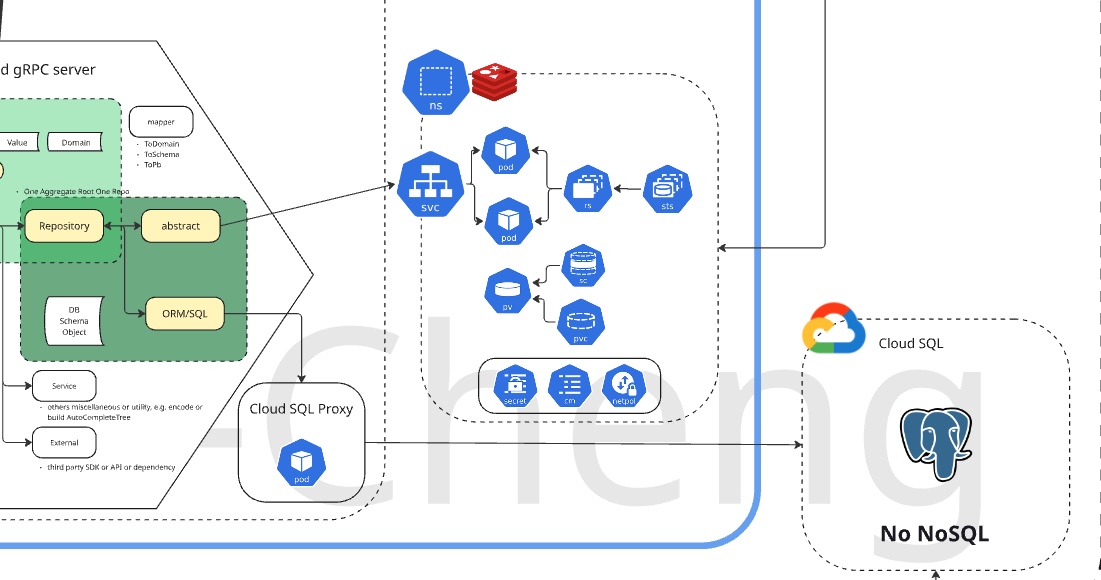 d gRPC server
mapper
· ToDomain
· ToSchema
· ToPb
Value
Domain
· One Aggregate Root One Repo
Repository
abstract
DB
Schema
Object
ORM/SQL
Service
· others miscellaneous or utility, e.g. encode or
build AutoCompleteTree
External
· third party SDK or API or dependency
Cloud SQL Proxy
pod
ns
svc
pod
pod
rs
sts
sc
pv
pvc
secret
cm
netpol
Cloud SQL
No NoSQL
-Cheng